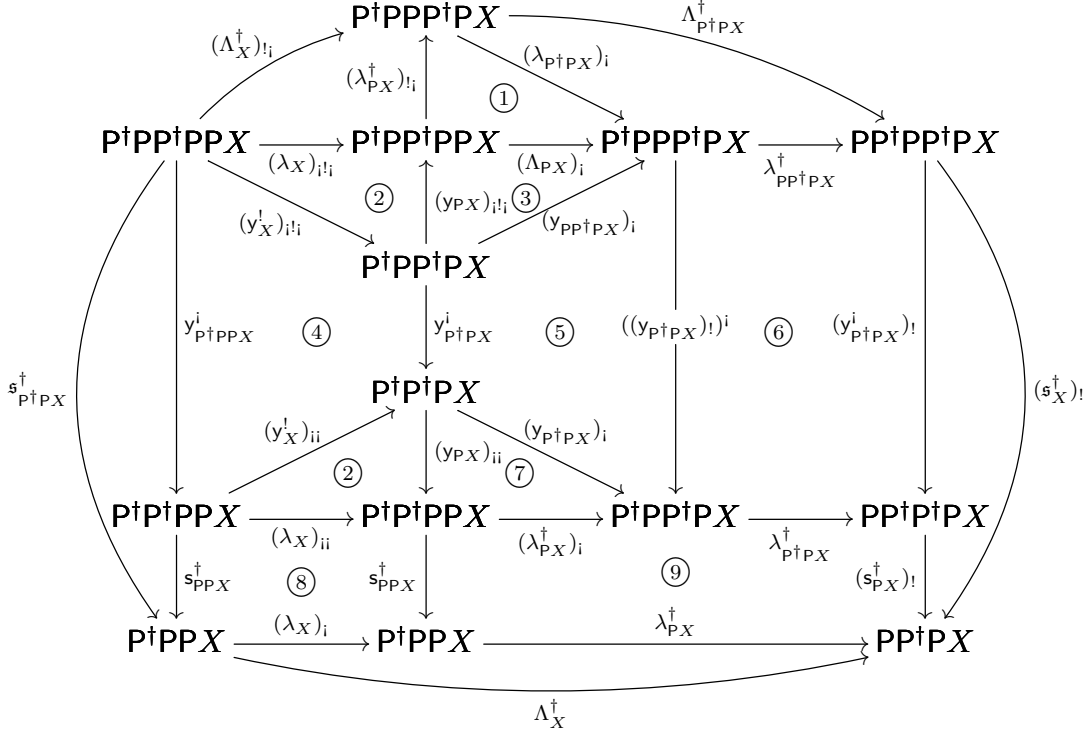 P†PPP†PX
Λ†_{P†PX}
(Λ†_X)_{!¡}
(λ_{P†PX})_¡
(λ†_{PX})_{!¡}
①
P†PP†PPX
P†PP†PPX
P†PPP†PX
PP†PP†PX
(λ_X)_{¡!¡}
(Λ_{PX})_¡
λ†_{PP†PX}
②
(y_{PX})_{¡!¡}
③
(y^!_X)_{¡!¡}
(y_{PP†PX})_¡
P†PP†PX
y^¡_{P†PPX}
④
y^¡_{P†PX}
⑤
((y_{P†PX})_!)^¡
⑥
(y^¡_{P†PX})_!
𝔰†_{P†PX}
P†P†PX
(𝔰†_X)_!
(y^!_X)_{¡¡}
(y_{P†PX})_¡
(y_{PX})_{¡¡}
②
⑦
P†P†PPX
P†P†PPX
P†PP†PX
PP†P†PX
(λ_X)_{¡¡}
(λ†_{PX})_¡
λ†_{P†PX}
s†_{PPX}
⑧
s†_{PPX}
⑨
(s†_{PX})_!
(λ_X)_¡
λ†_{PX}
P†PPX
P†PPX
PP†PX
Λ†_X